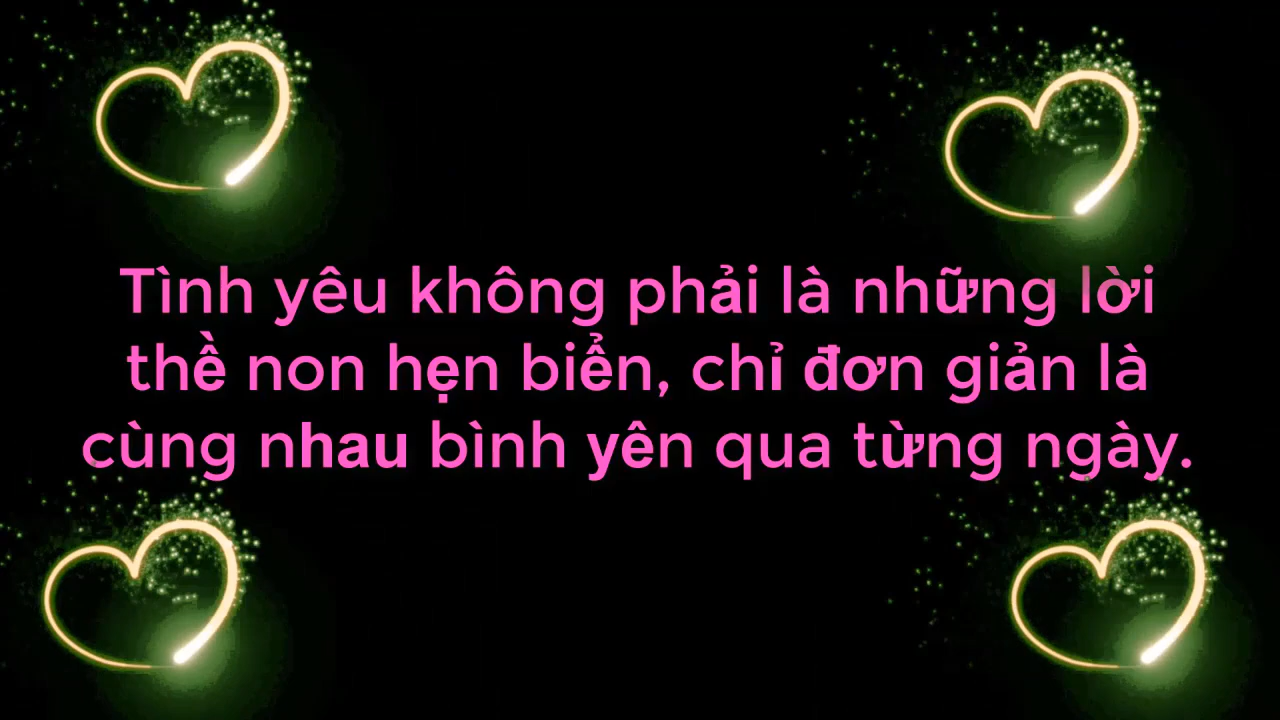 Tình yêu không phải là những lời
thề non hẹn biển, chỉ đơn giản là
cùng nhau bình yên qua từng ngày.